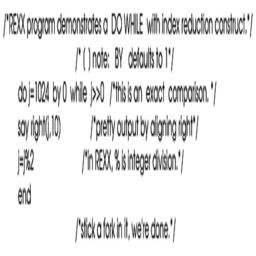 /*REXX program demonstrates a DO WHILE with index reduction construct.*/
/* ( ) note: BY defaults to 1*/
do j=1024 by 0 while j>>0 /*this is an exact comparison. */
say right(j,10) /*pretty output by aligning right*/
j=j%2 /*in REXX, % is integer division.*/
end
/*stick a fork in it, we're done.*/